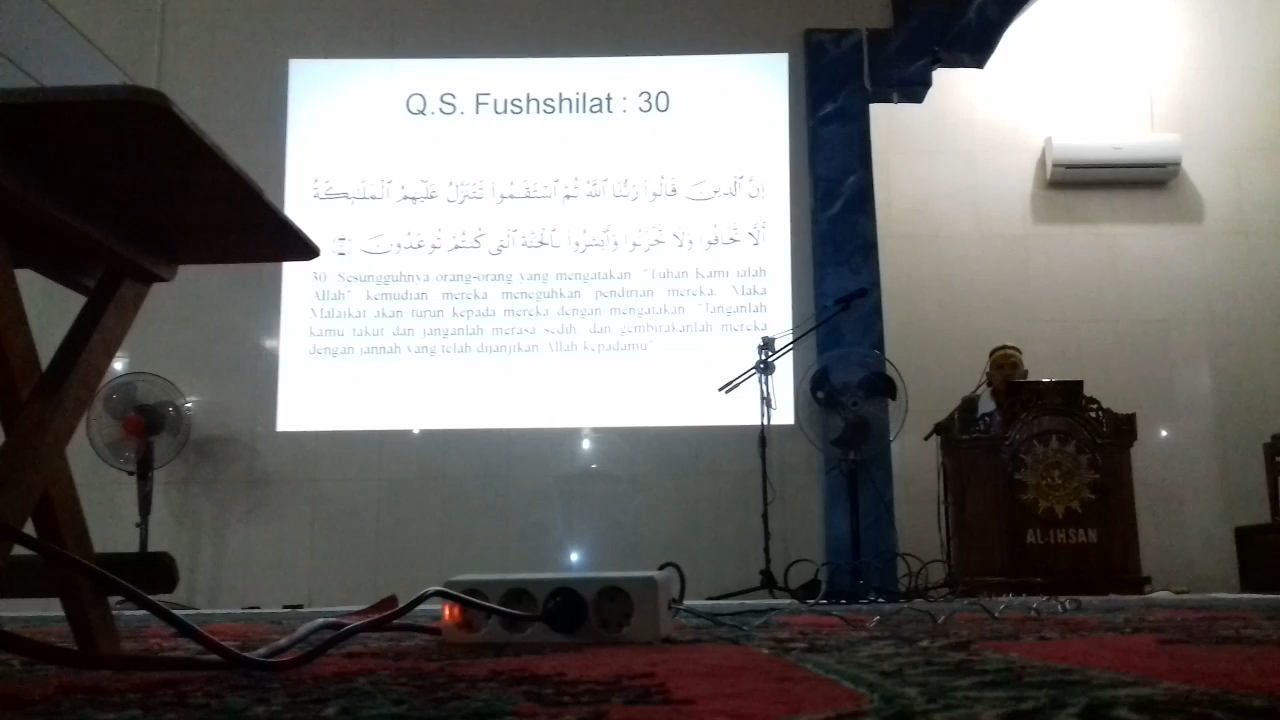 Q.S. Fushshilat : 30
إِنَّ ٱلَّذِينَ قَالُوا۟ رَبُّنَا ٱللَّهُ ثُمَّ ٱسْتَقَـٰمُوا۟ تَتَنَزَّلُ عَلَيْهِمُ ٱلْمَلَـٰٓئِكَةُ
أَلَّا تَخَافُوا۟ وَلَا تَحْزَنُوا۟ وَأَبْشِرُوا۟ بِٱلْجَنَّةِ ٱلَّتِى كُنتُمْ تُوعَدُونَ
30. Sesungguhnya orang-orang yang mengatakan: "Tuhan Kami ialah
Allah" kemudian mereka meneguhkan pendirian mereka, Maka
Malaikat akan turun kepada mereka dengan mengatakan: "Janganlah
kamu takut dan janganlah merasa sedih; dan gembirakanlah mereka
dengan jannah yang telah dijanjikan Allah kepadamu".
AL-IHSAN